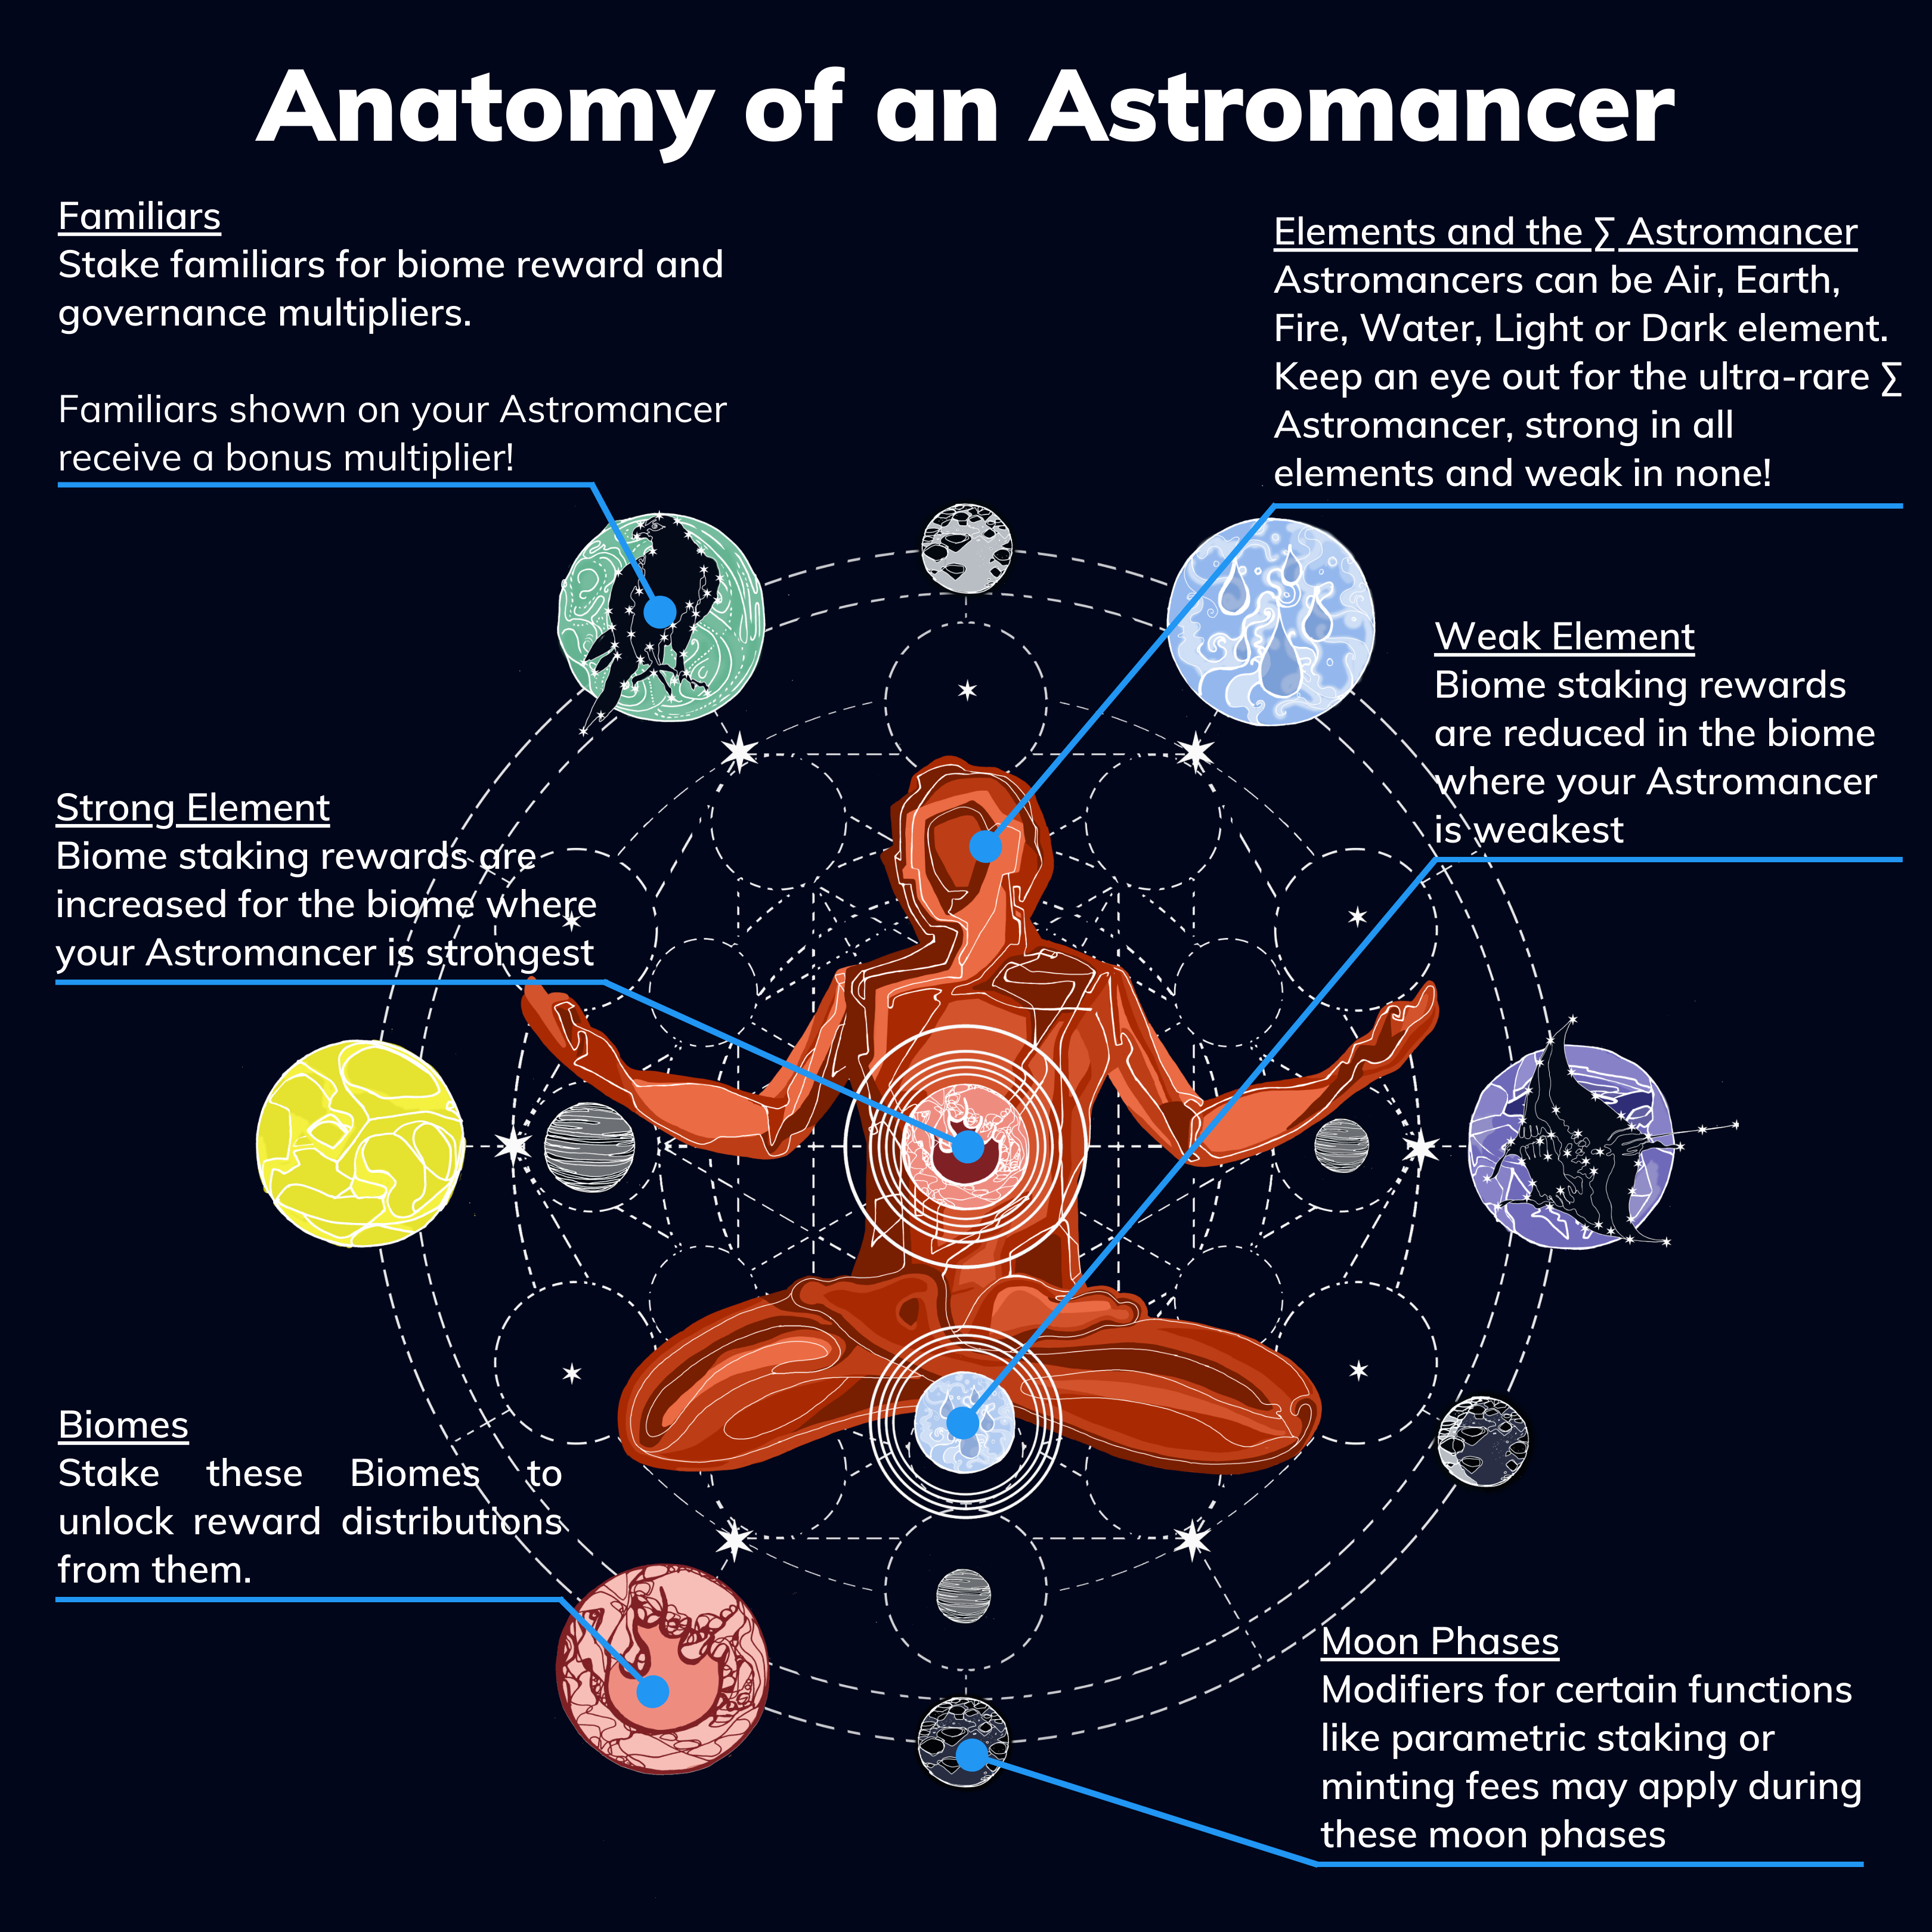 Anatomy of an Astromancer
Familiars
Stake familiars for biome reward and
governance multipliers.
Familiars shown on your Astromancer
receive a bonus multiplier!
Elements and the ∑ Astromancer
Astromancers can be Air, Earth,
Fire, Water, Light or Dark element.
Keep an eye out for the ultra-rare ∑
Astromancer, strong in all
elements and weak in none!
Weak Element
Biome staking rewards
are reduced in the biome
where your Astromancer
is weakest
Strong Element
Biome staking rewards are
increased for the biome where
your Astromancer is strongest
Biomes
Stake these Biomes to
unlock reward distributions
from them.
Moon Phases
Modifiers for certain functions
like parametric staking or
minting fees may apply during
these moon phases